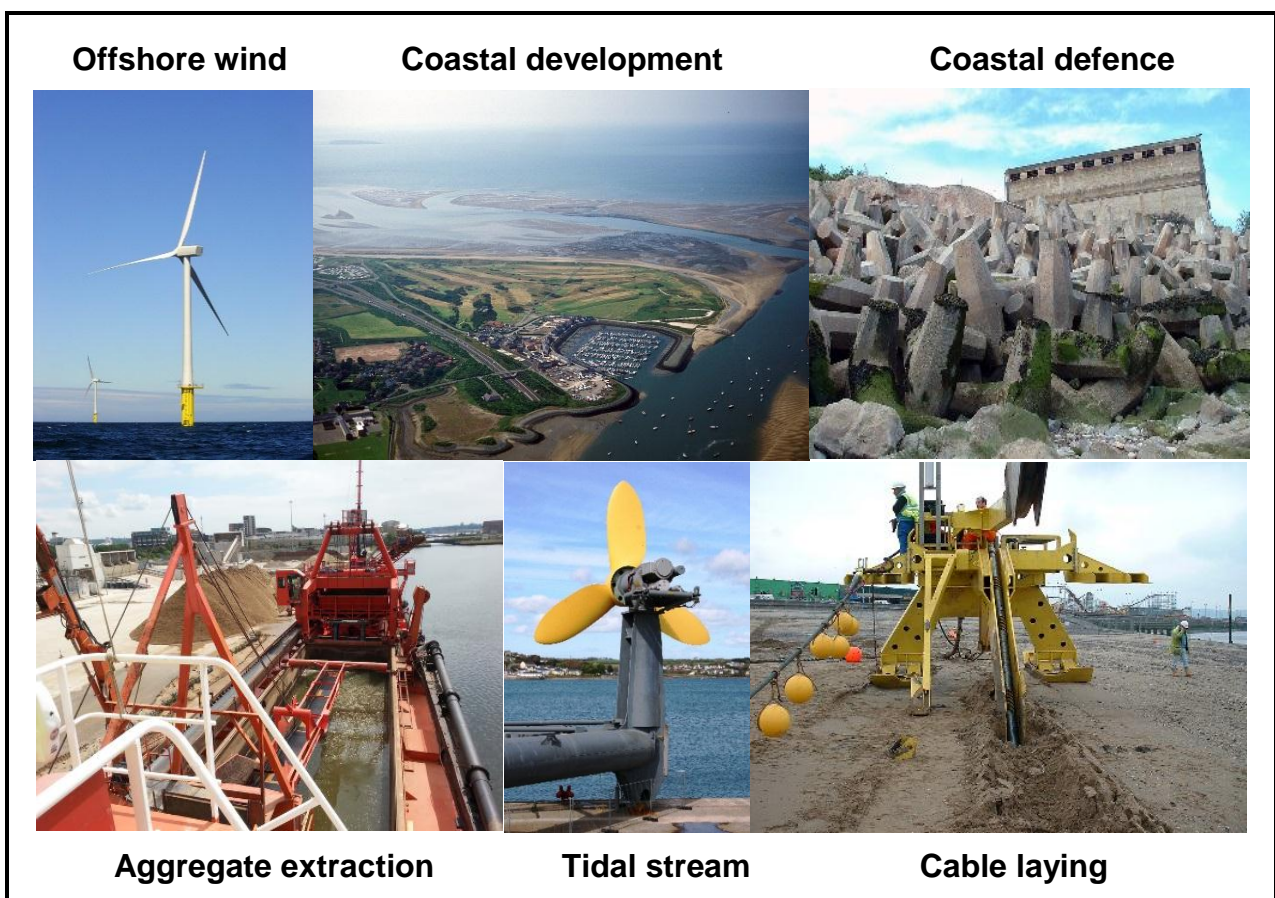 Offshore wind Coastal development Coastal defence
Aggregate extraction Tidal stream Cable laying